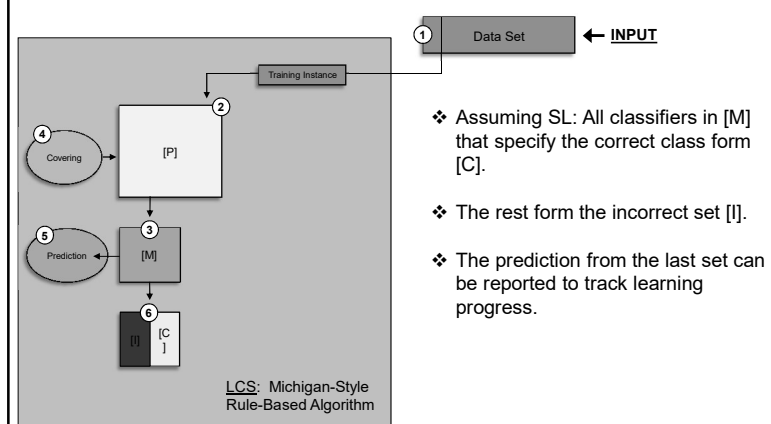 1
Data Set
INPUT
Training Instance
2
4
Covering
[P]
❖ Assuming SL: All classifiers in [M]
that specify the correct class form
[C].
❖ The rest form the incorrect set [I].
3
5
Prediction
[M]
❖ The prediction from the last set can
be reported to track learning
progress.
6
[I]
[C
]
LCS: Michigan-Style
Rule-Based Algorithm